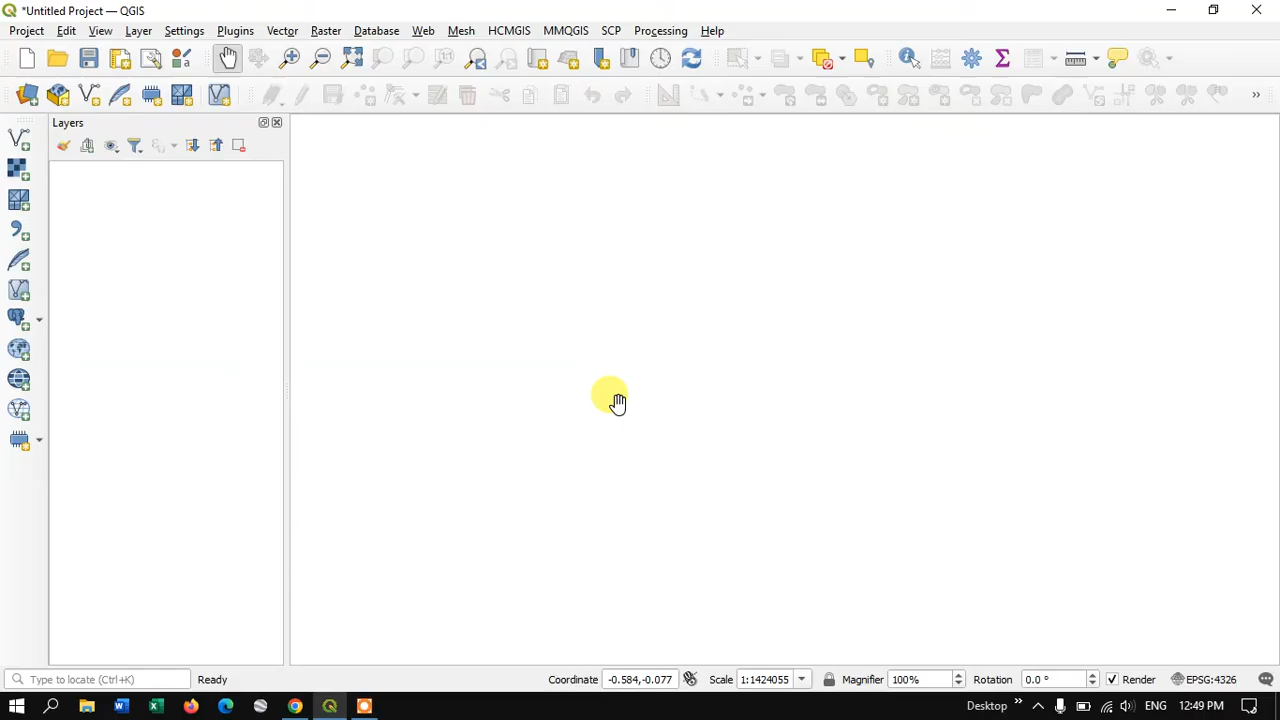 *Untitled Project — QGIS
Project Edit View Layer Settings Plugins Vector Raster Database Web Mesh HCMGIS MMQGIS SCP Processing Help
Layers
Type to locate (Ctrl+K) Ready Coordinate -0.584,-0.077 Scale 1:1424055 Magnifier 100% Rotation 0.0 ° Render EPSG:4326
Desktop ENG 12:49 PM